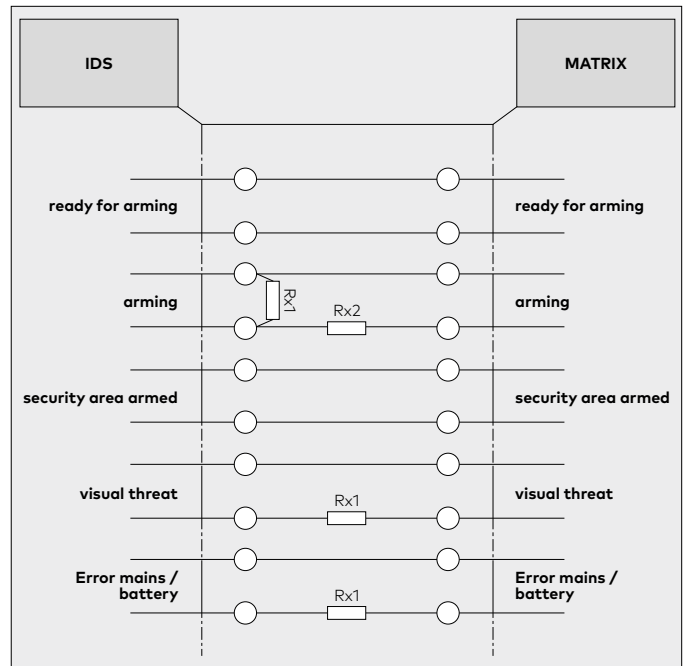 IDS
MATRIX
ready for arming
ready for arming
Rx1
arming
Rx2
arming
security area armed
security area armed
visual threat
Rx1
visual threat
Error mains /
battery
Rx1
Error mains /
battery